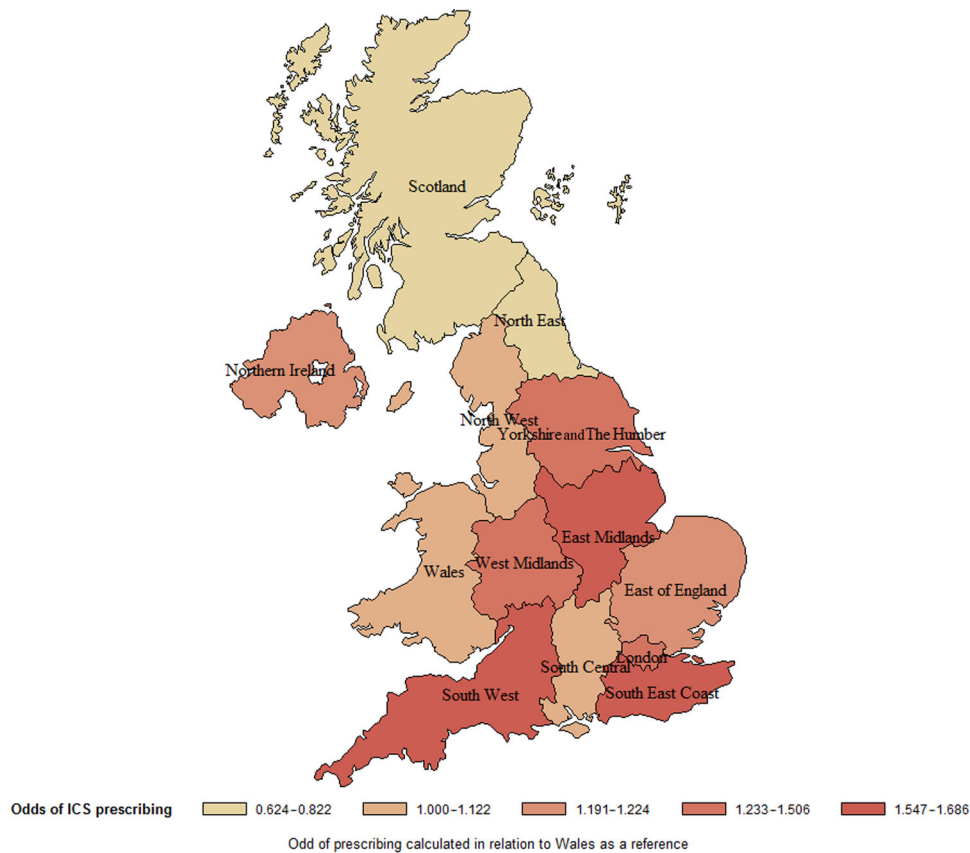 Scotland
North East
Northern Ireland
North West
Yorkshire and The Humber
East Midlands
West Midlands
Wales
East of England
London
South Central
South West
South East Coast
Odds of ICS prescribing 0.624–0.822 1.000–1.122 1.191–1.224 1.233–1.506 1.547–1.686
Odd of prescribing calculated in relation to Wales as a reference